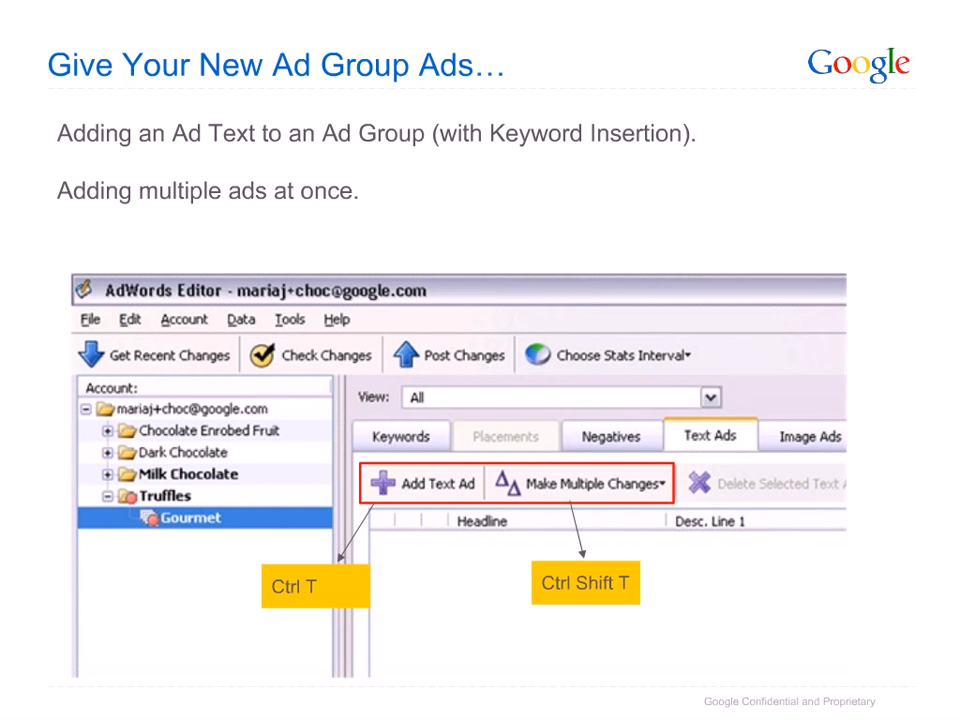 Give Your New Ad Group Ads…
Google
Adding an Ad Text to an Ad Group (with Keyword Insertion).
Adding multiple ads at once.
AdWords Editor - mariaj+choc@google.com
File Edit Account Data Tools Help
Get Recent Changes Check Changes Post Changes Choose Stats Interval
Account:
View: All
mariaj+choc@google.com
Chocolate Enrobed Fruit
Keywords Placements Negatives Text Ads Image Ads
Dark Chocolate
Milk Chocolate
Add Text Ad Make Multiple Changes Delete Selected Text
Truffles
Gourmet
Headline Desc. Line 1
Ctrl T
Ctrl Shift T
Google Confidential and Proprietary